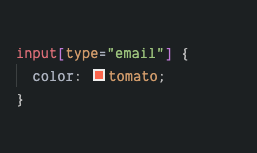 input[type="email"] {
  color: tomato;
}